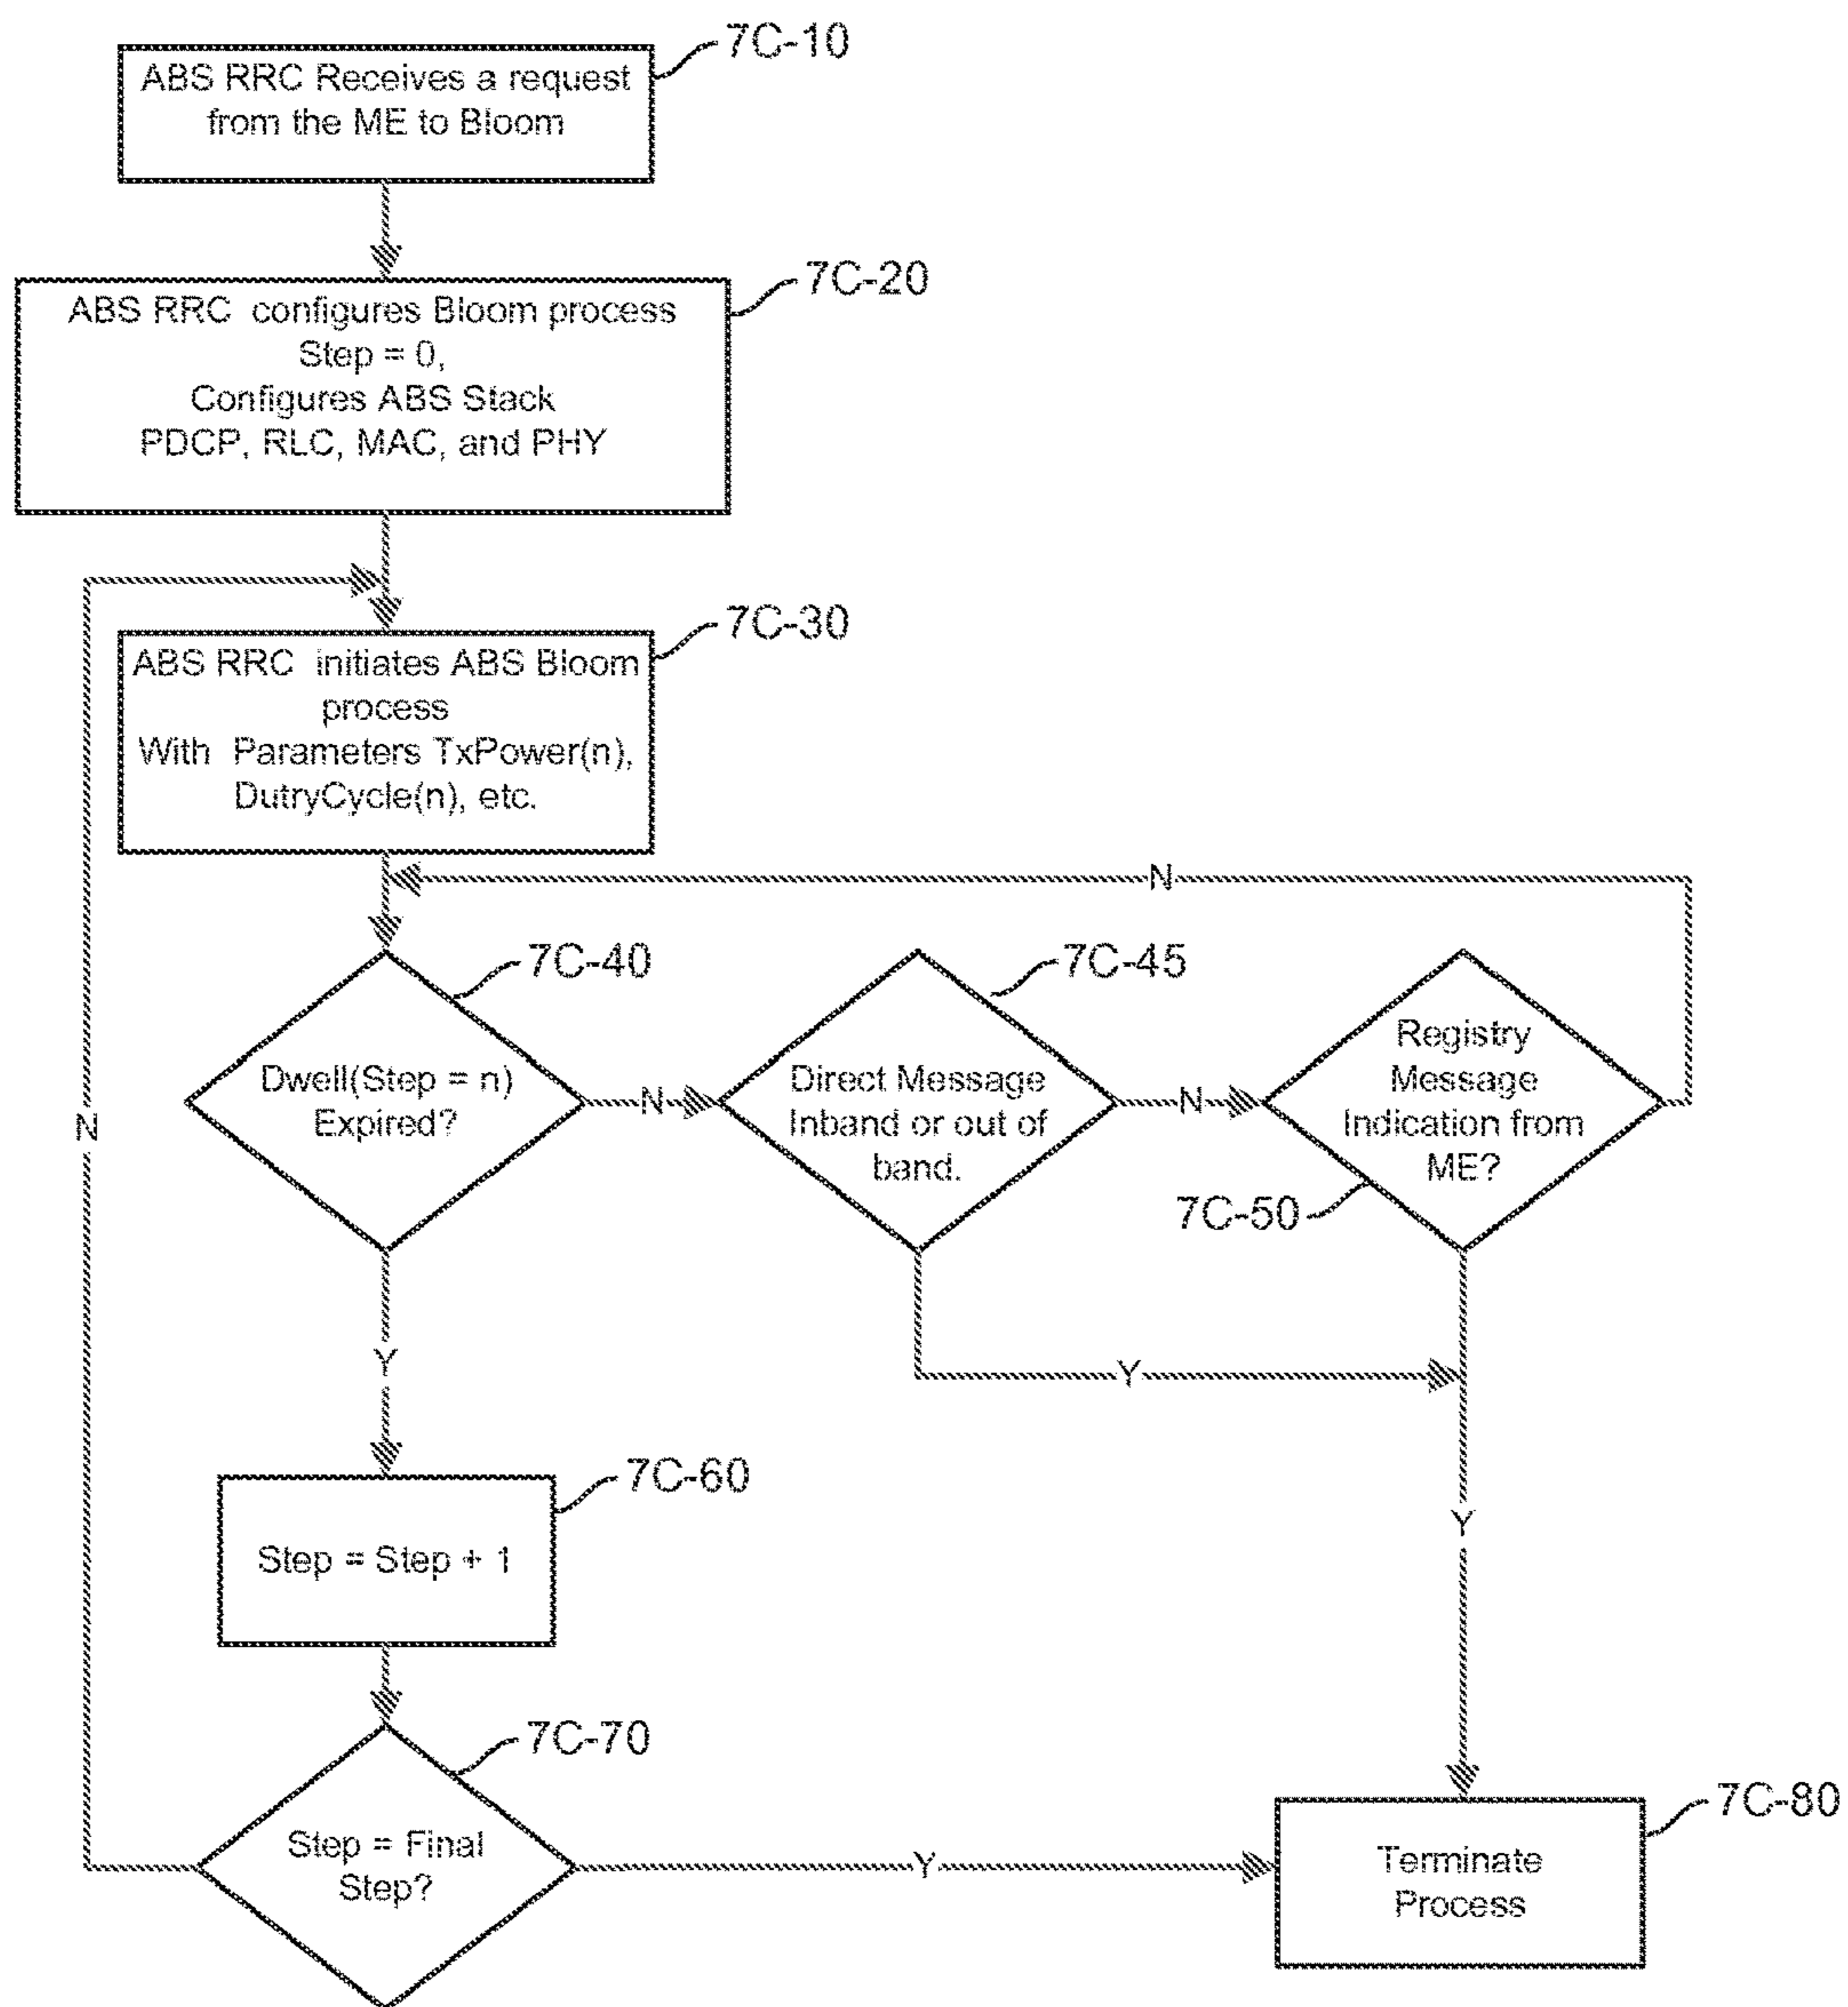 7C-10
ABS RRC Receives a request
from the ME to Bloom
7C-20
ABS RRC configures Bloom process
Step = 0,
Configures ABS Stack
PDCP, RLC, MAC, and PHY
7C-30
ABS RRC initiates ABS Bloom
process
With Parameters TxPower(n),
DutryCycle(n), etc.
N
7C-40
Dwell(Step = n)
Expired?
N
7C-45
Direct Message
Inband or out of
band.
N
Registry
Message
Indication from
ME?
7C-50
N
Y
Y
Y
7C-60
Step = Step + 1
7C-70
Step = Final
Step?
Y
7C-80
Terminate
Process